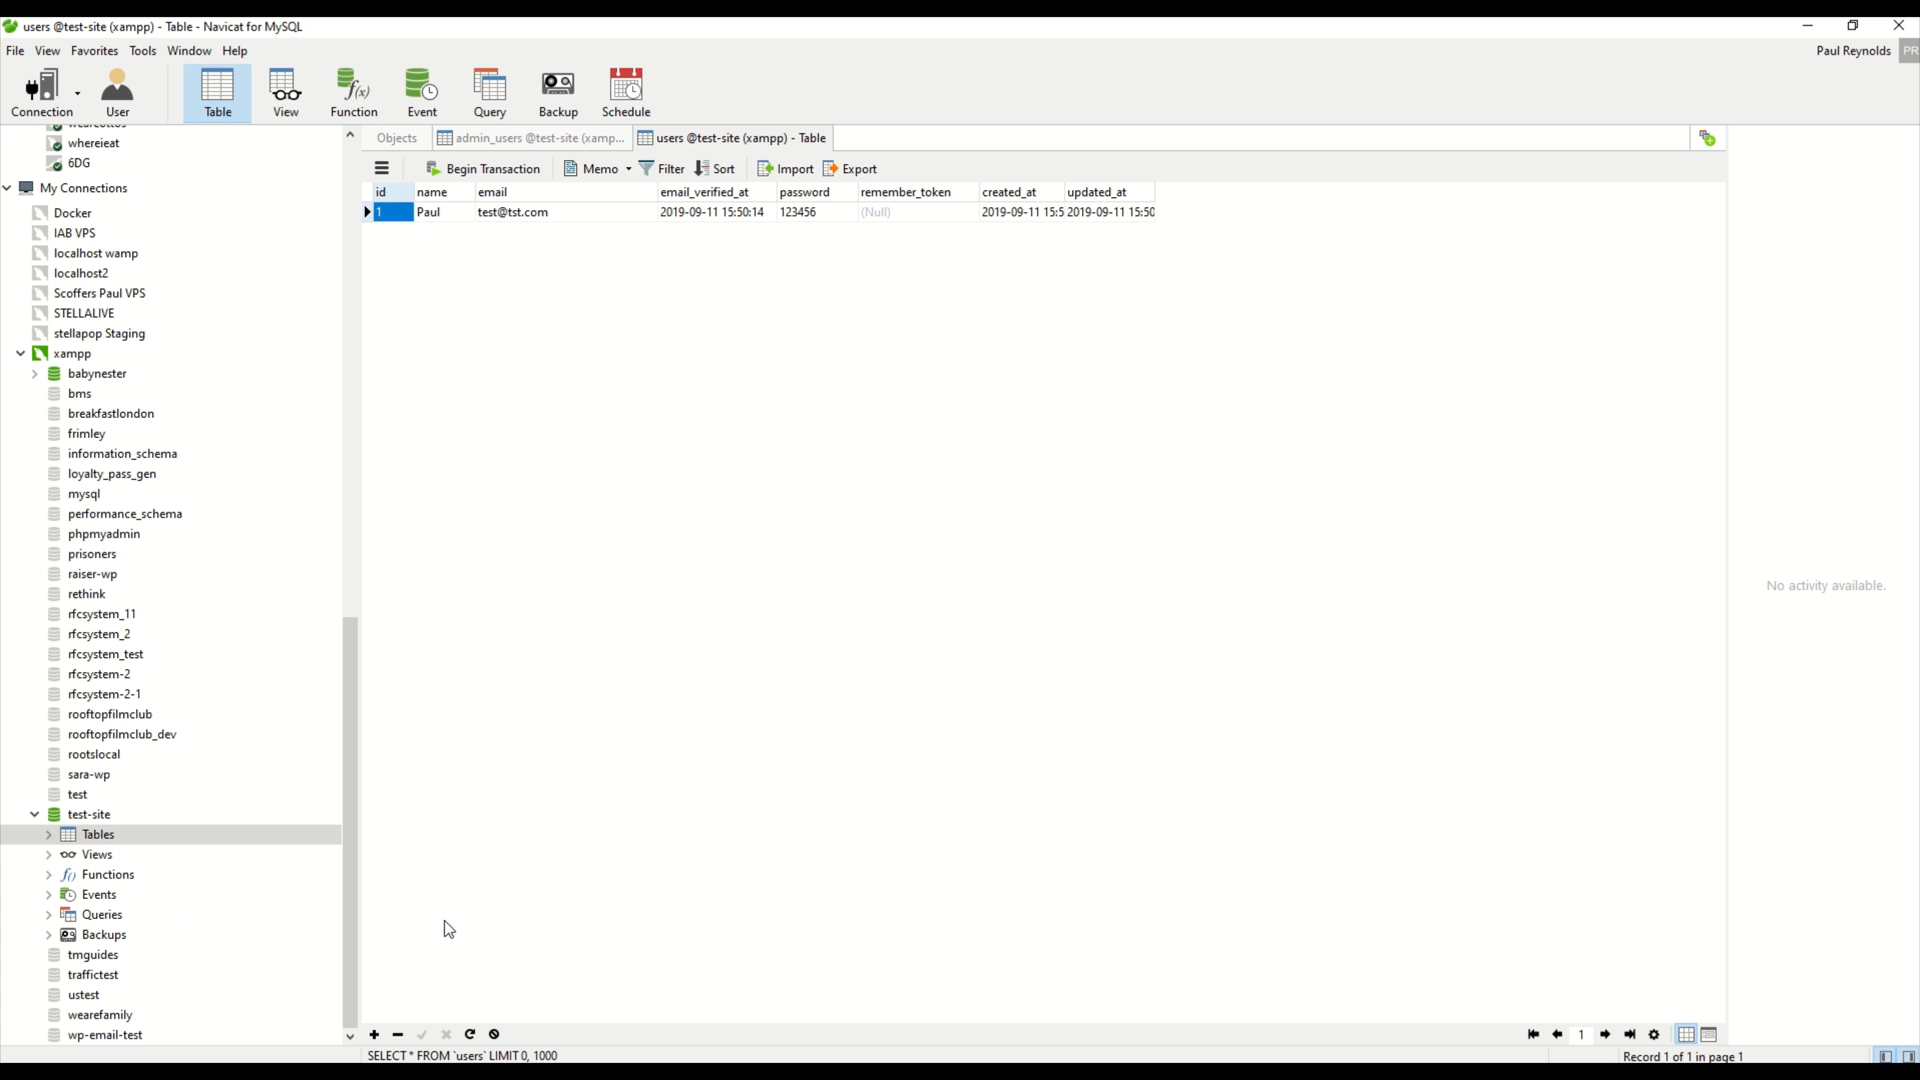 users @test-site (xampp) - Table - Navicat for MySQL
File View Favorites Tools Window Help
Paul Reynolds PR
Connection User Table View Function Event Query Backup Schedule
Objects admin_users @test-site (xamp... users @test-site (xampp) - Table
Begin Transaction Memo Filter Sort Import Export
id name email email_verified_at password remember_token created_at updated_at
1 Paul test@tst.com 2019-09-11 15:50:14 123456 (Null) 2019-09-11 15:5 2019-09-11 15:50
whereieat
6DG
My Connections
Docker
IAB VPS
localhost wamp
localhost2
Scoffers Paul VPS
STELLALIVE
stellapop Staging
xampp
babynester
bms
breakfastlondon
frimley
information_schema
loyalty_pass_gen
mysql
performance_schema
phpmyadmin
prisoners
raiser-wp
rethink
rfcsystem_11
rfcsystem_2
rfcsystem_test
rfcsystem-2
rfcsystem-2-1
rooftopfilmclub
rooftopfilmclub_dev
rootslocal
sara-wp
test
test-site
Tables
Views
f() Functions
Events
Queries
Backups
tmguides
traffictest
ustest
wearefamily
wp-email-test
No activity available.
1
SELECT * FROM `users` LIMIT 0, 1000
Record 1 of 1 in page 1